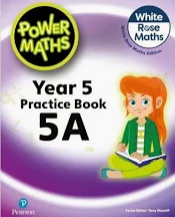 POWER
MATHS
White
Rose Maths
Year 5
Practice Book
5A
Pearson